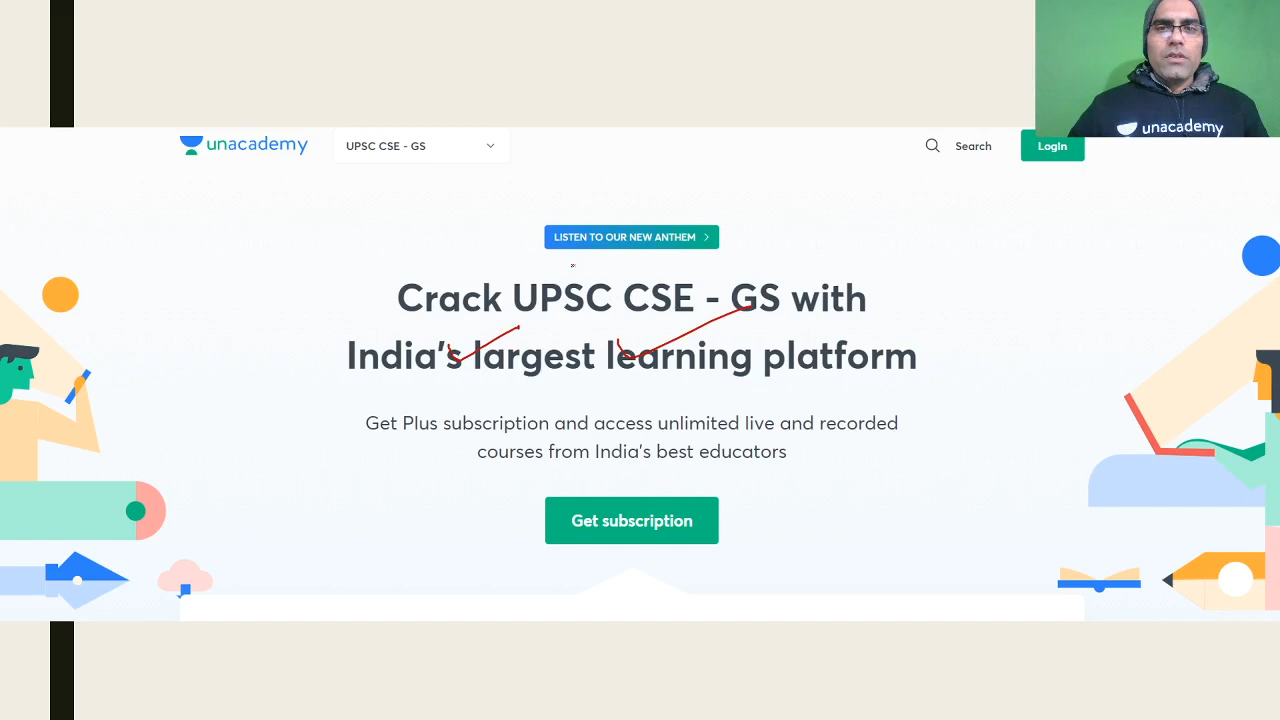 unacademy
UPSC CSE - GS
Search
Login
unacademy
LISTEN TO OUR NEW ANTHEM
Crack UPSC CSE - GS with
India's largest learning platform
Get Plus subscription and access unlimited live and recorded
courses from India's best educators
Get subscription